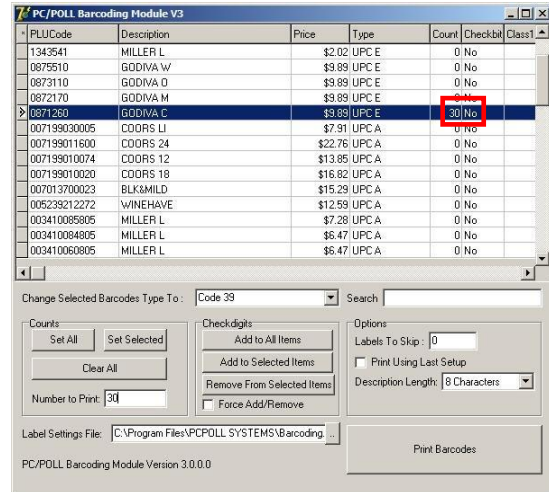 PC/POLL Barcoding Module V3
* PLUCode Description Price Type Count Checkbit Class1
1343541 MILLER L $2.02 UPC E 0 No
0875510 GODIVA W $9.89 UPC E 0 No
0873110 GODIVA O $9.89 UPC E 0 No
0872170 GODIVA M $9.89 UPC E 0 No
0871260 GODIVA C $9.89 UPC E 30 No
007199030005 COORS LI $7.91 UPC A 0 No
007199011600 COORS 24 $22.76 UPC A 0 No
007199010074 COORS 12 $13.85 UPC A 0 No
007199010020 COORS 18 $16.82 UPC A 0 No
007013700023 BLK&MILD $15.29 UPC A 0 No
005239212272 WINEHAVE $12.59 UPC A 0 No
003410085805 MILLER L $7.28 UPC A 0 No
003410084805 MILLER L $6.47 UPC A 0 No
003410060805 MILLER L $6.47 UPC A 0 No
Change Selected Barcodes Type To : Code 39 Search
Counts Checkdigits Options
Set All Set Selected Add to All Items Labels To Skip : 0
Clear All Add to Selected Items Print Using Last Setup
Remove From Selected Items Description Length: 8 Characters
Number to Print: 30 Force Add/Remove
Label Settings File: C:\Program Files\PCPOLL SYSTEMS\Barcoding. .. Print Barcodes
PC/POLL Barcoding Module Version 3.0.0.0